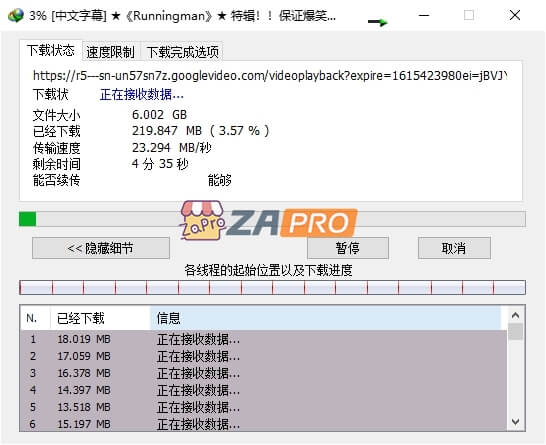 3% [中文字幕] ★《Runningman》★ 特辑！！保证爆笑...
下载状态 速度限制 下载完成选项
https://r5---sn-un57sn7z.googlevideo.com/videoplayback?expire=1615423980ei=jBVJY
下载状 正在接收数据...
文件大小 6.002 GB
已经下载 219.847 MB ( 3.57 % )
传输速度 23.294 MB/秒
剩余时间 4 分 35 秒
能否续传 能够
ZAPRO ZAPRO
<< 隐藏细节 暂停 取消
各线程的起始位置以及下载进度
N. 已经下载 信息
1 18.019 MB 正在接收数据...
2 17.059 MB 正在接收数据...
3 16.378 MB 正在接收数据...
4 14.397 MB 正在接收数据...
5 13.518 MB 正在接收数据...
6 15.197 MB 正在接收数据...